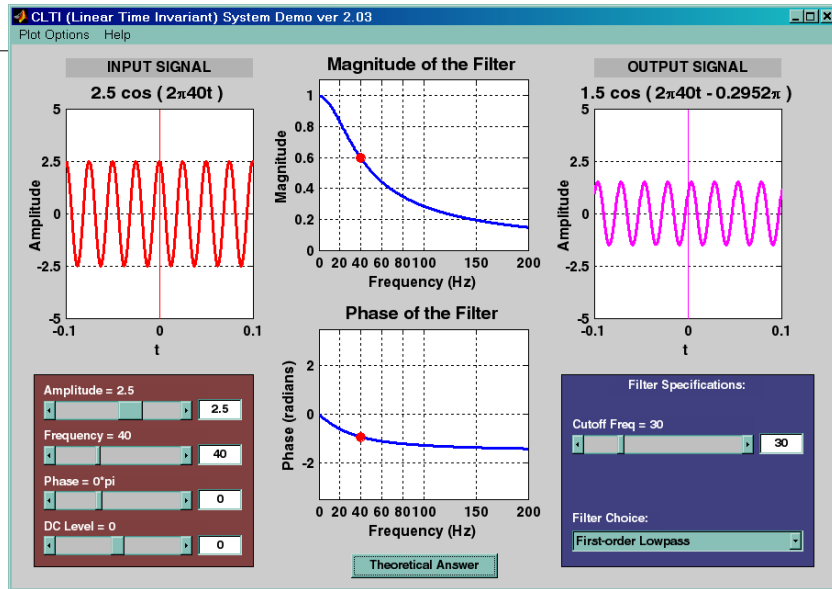 CLTI (Linear Time Invariant) System Demo ver 2.03
Plot Options Help
INPUT SIGNAL
2.5 cos ( 2π40t )
5
2.5
0
-2.5
-5
Amplitude
-0.1 0 0.1
t
Magnitude of the Filter
1
0.8
0.6
0.4
0.2
0
Magnitude
0 20 40 60 80 100 150 200
Frequency (Hz)
OUTPUT SIGNAL
1.5 cos ( 2π40t - 0.2952π )
5
2.5
0
-2.5
-5
Amplitude
-0.1 0 0.1
t
Phase of the Filter
2
0
-2
Phase (radians)
0 20 40 60 80 100 150 200
Frequency (Hz)
Amplitude = 2.5
2.5
Frequency = 40
40
Phase = 0*pi
0
DC Level = 0
0
Theoretical Answer
Filter Specifications:
Cutoff Freq = 30
30
Filter Choice:
First-order Lowpass